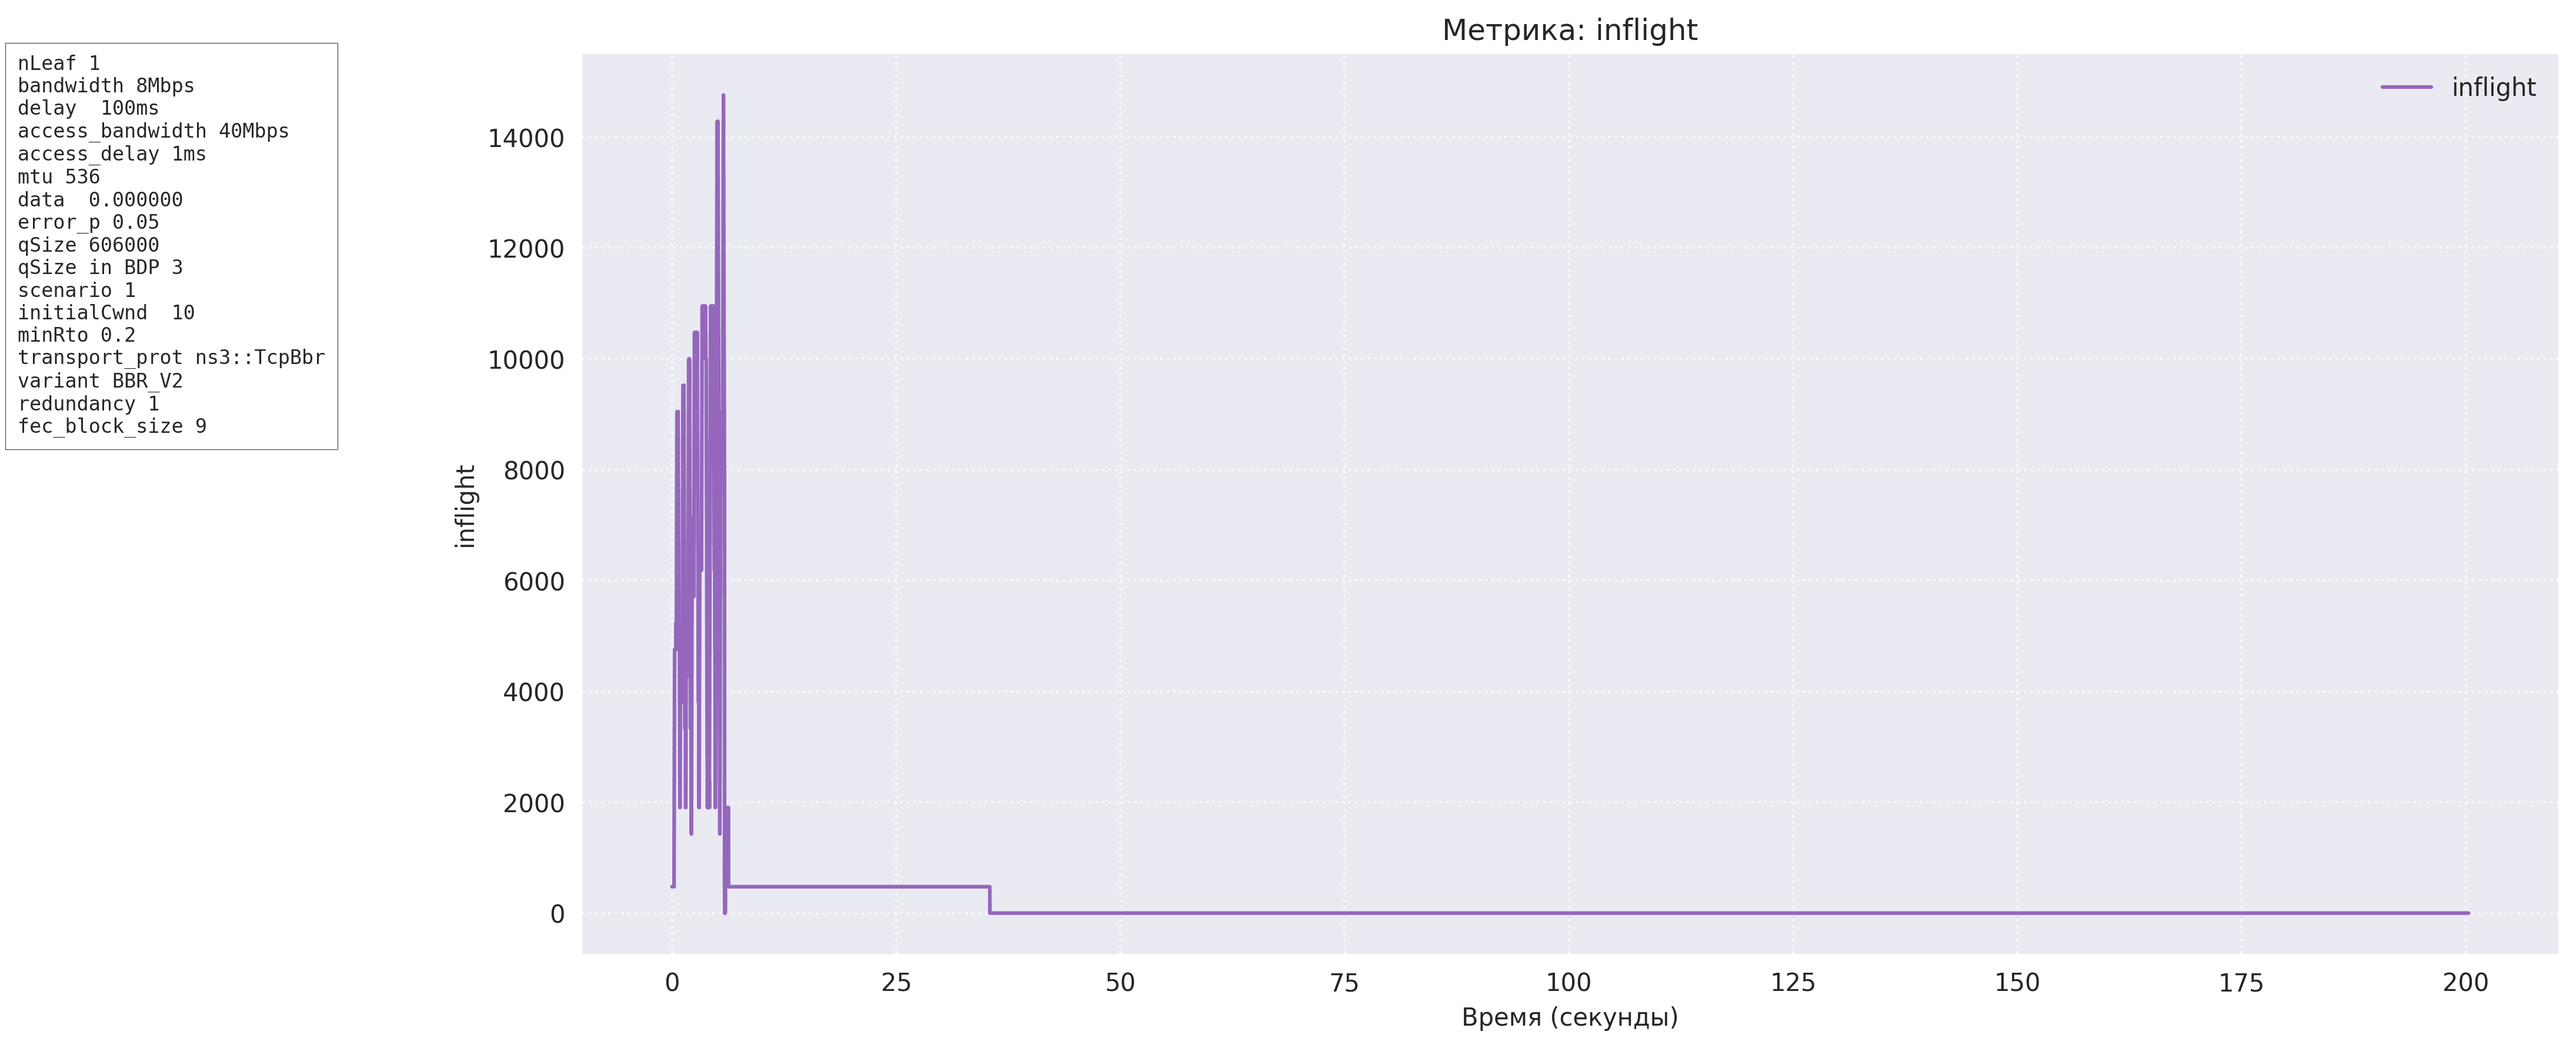 Метрика: inflight
nLeaf 1
bandwidth 8Mbps
delay  100ms
access_bandwidth 40Mbps
access_delay 1ms
mtu 536
data  0.000000
error_p 0.05
qSize 606000
qSize in BDP 3
scenario 1
initialCwnd  10
minRto 0.2
transport_prot ns3::TcpBbr
variant BBR_V2
redundancy 1
fec_block_size 9
inflight
14000
12000
10000
8000
6000
4000
2000
0
inflight
0 25 50 75 100 125 150 175 200
Время (секунды)